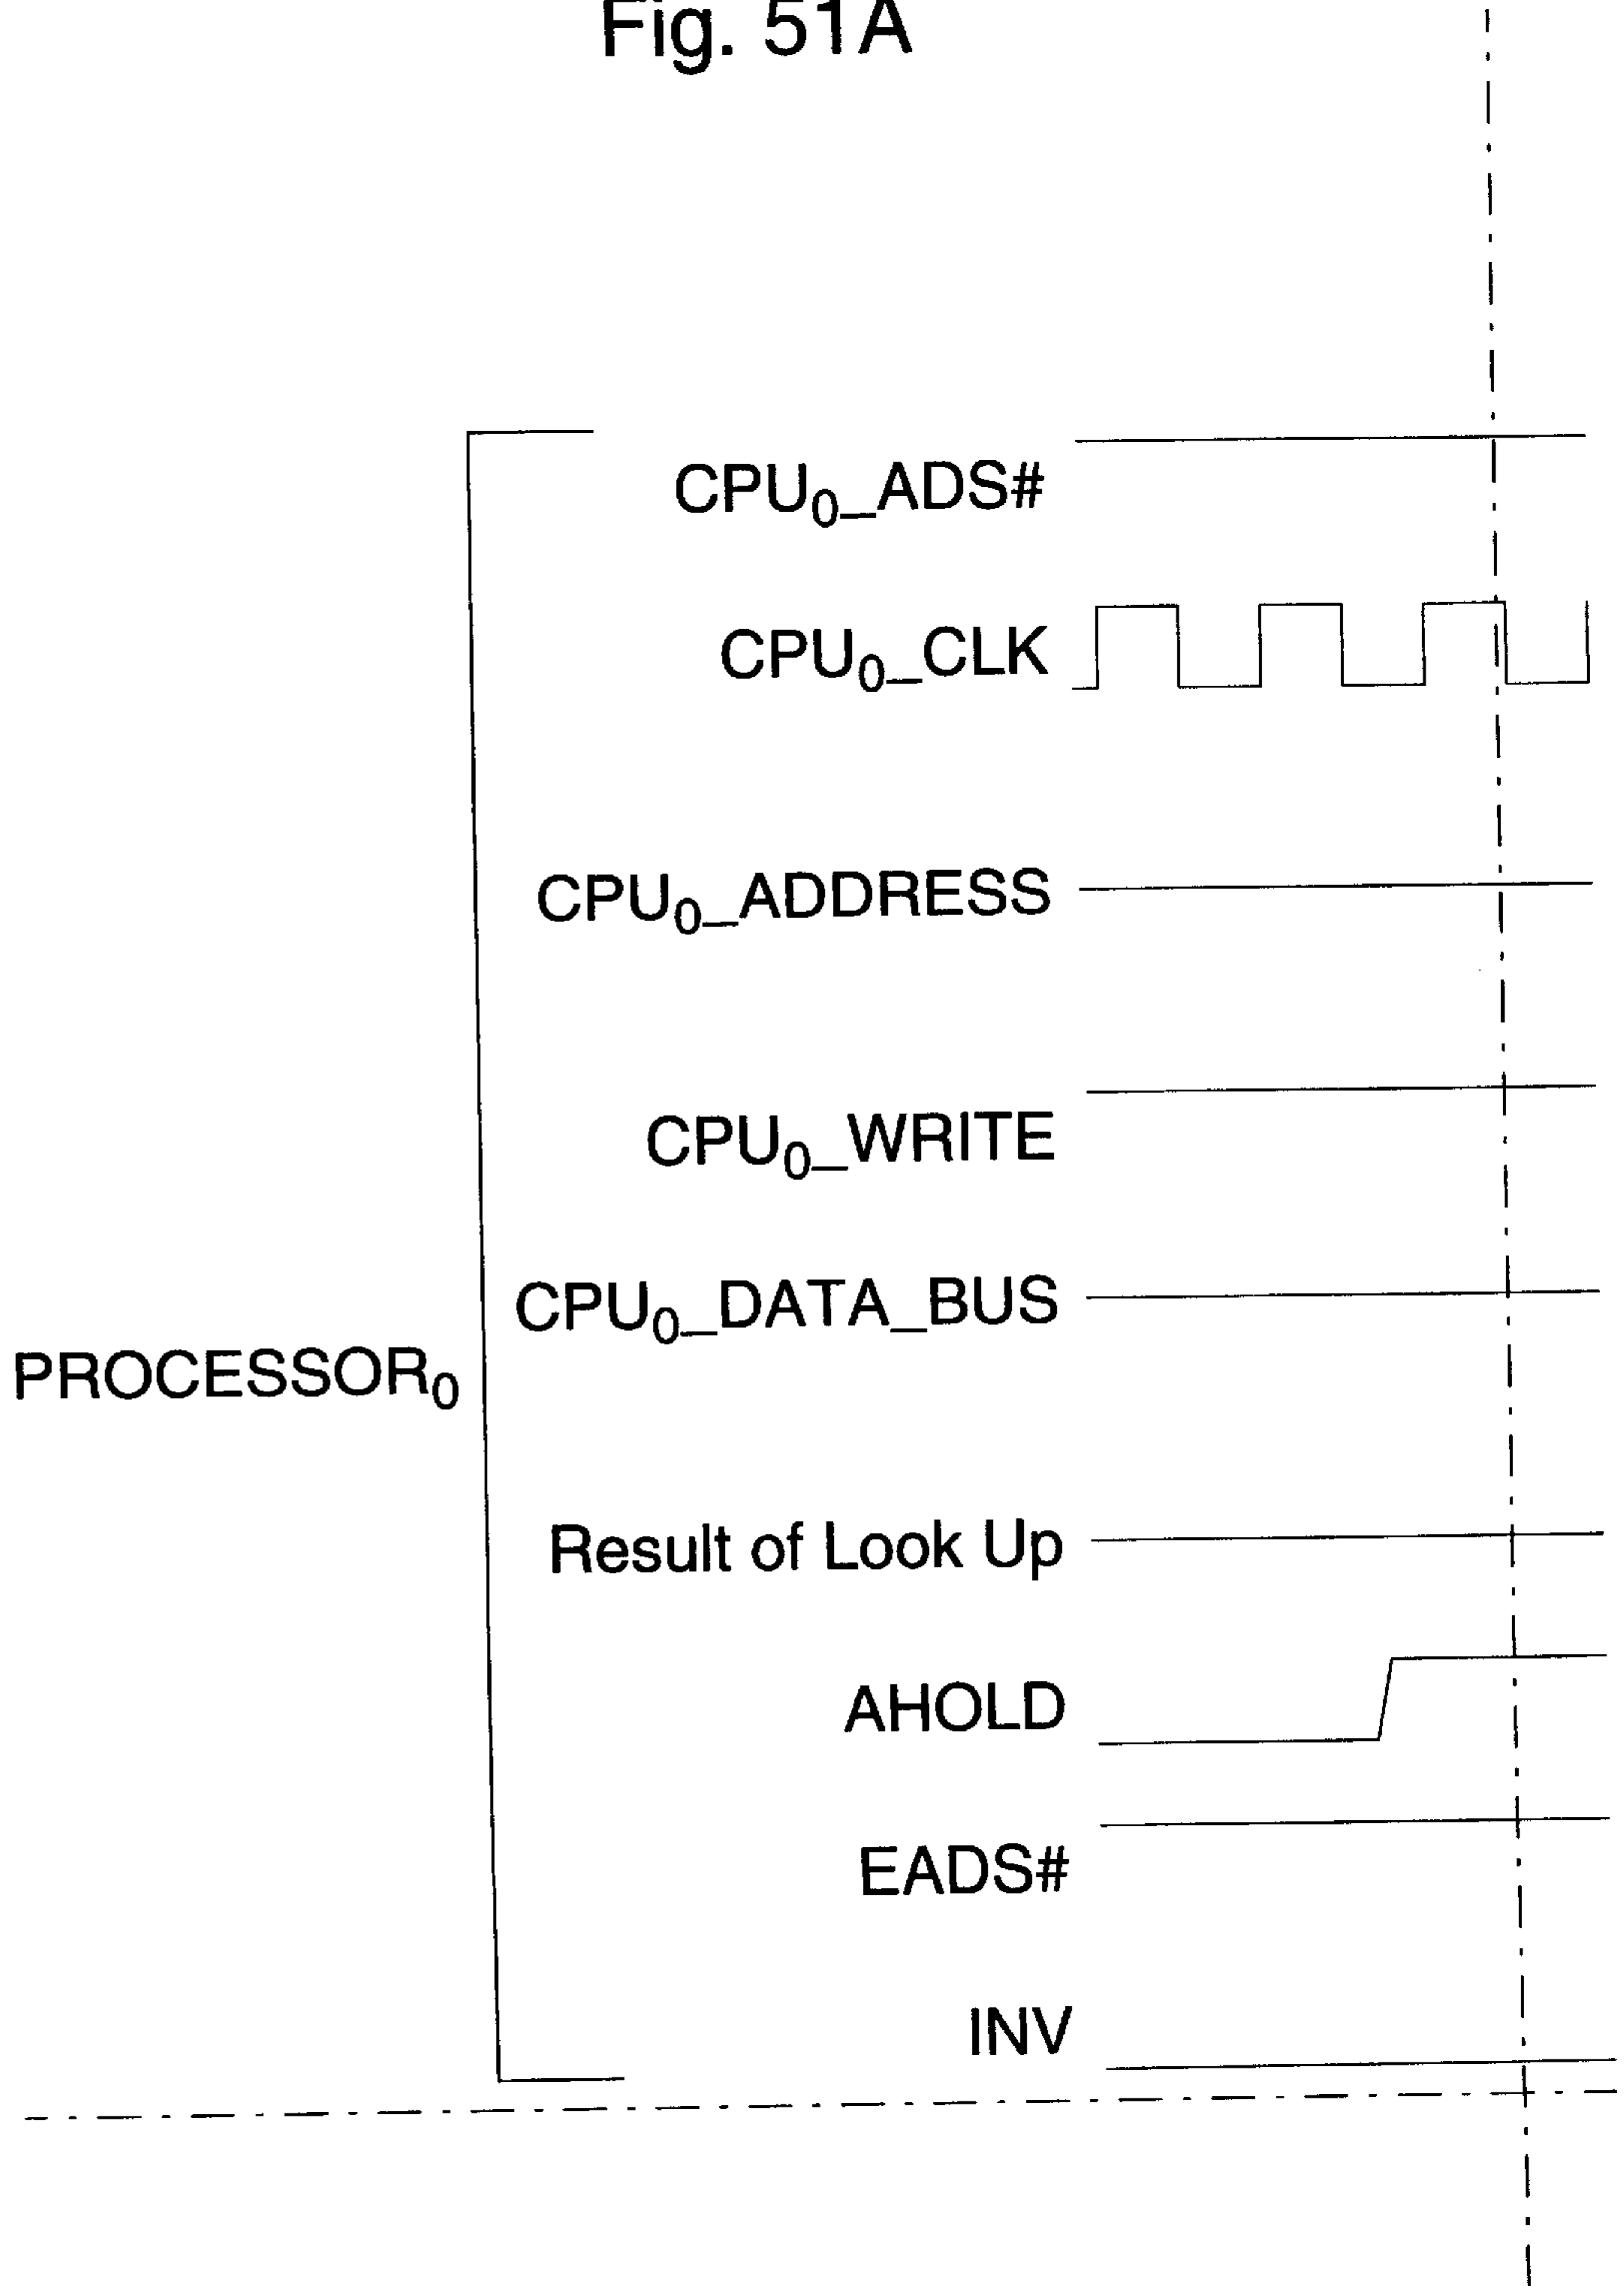 Fig. 51A
CPU₀_ADS#
CPU₀_CLK
CPU₀_ADDRESS
CPU₀_WRITE
CPU₀_DATA_BUS
PROCESSOR₀
Result of Look Up
AHOLD
EADS#
INV